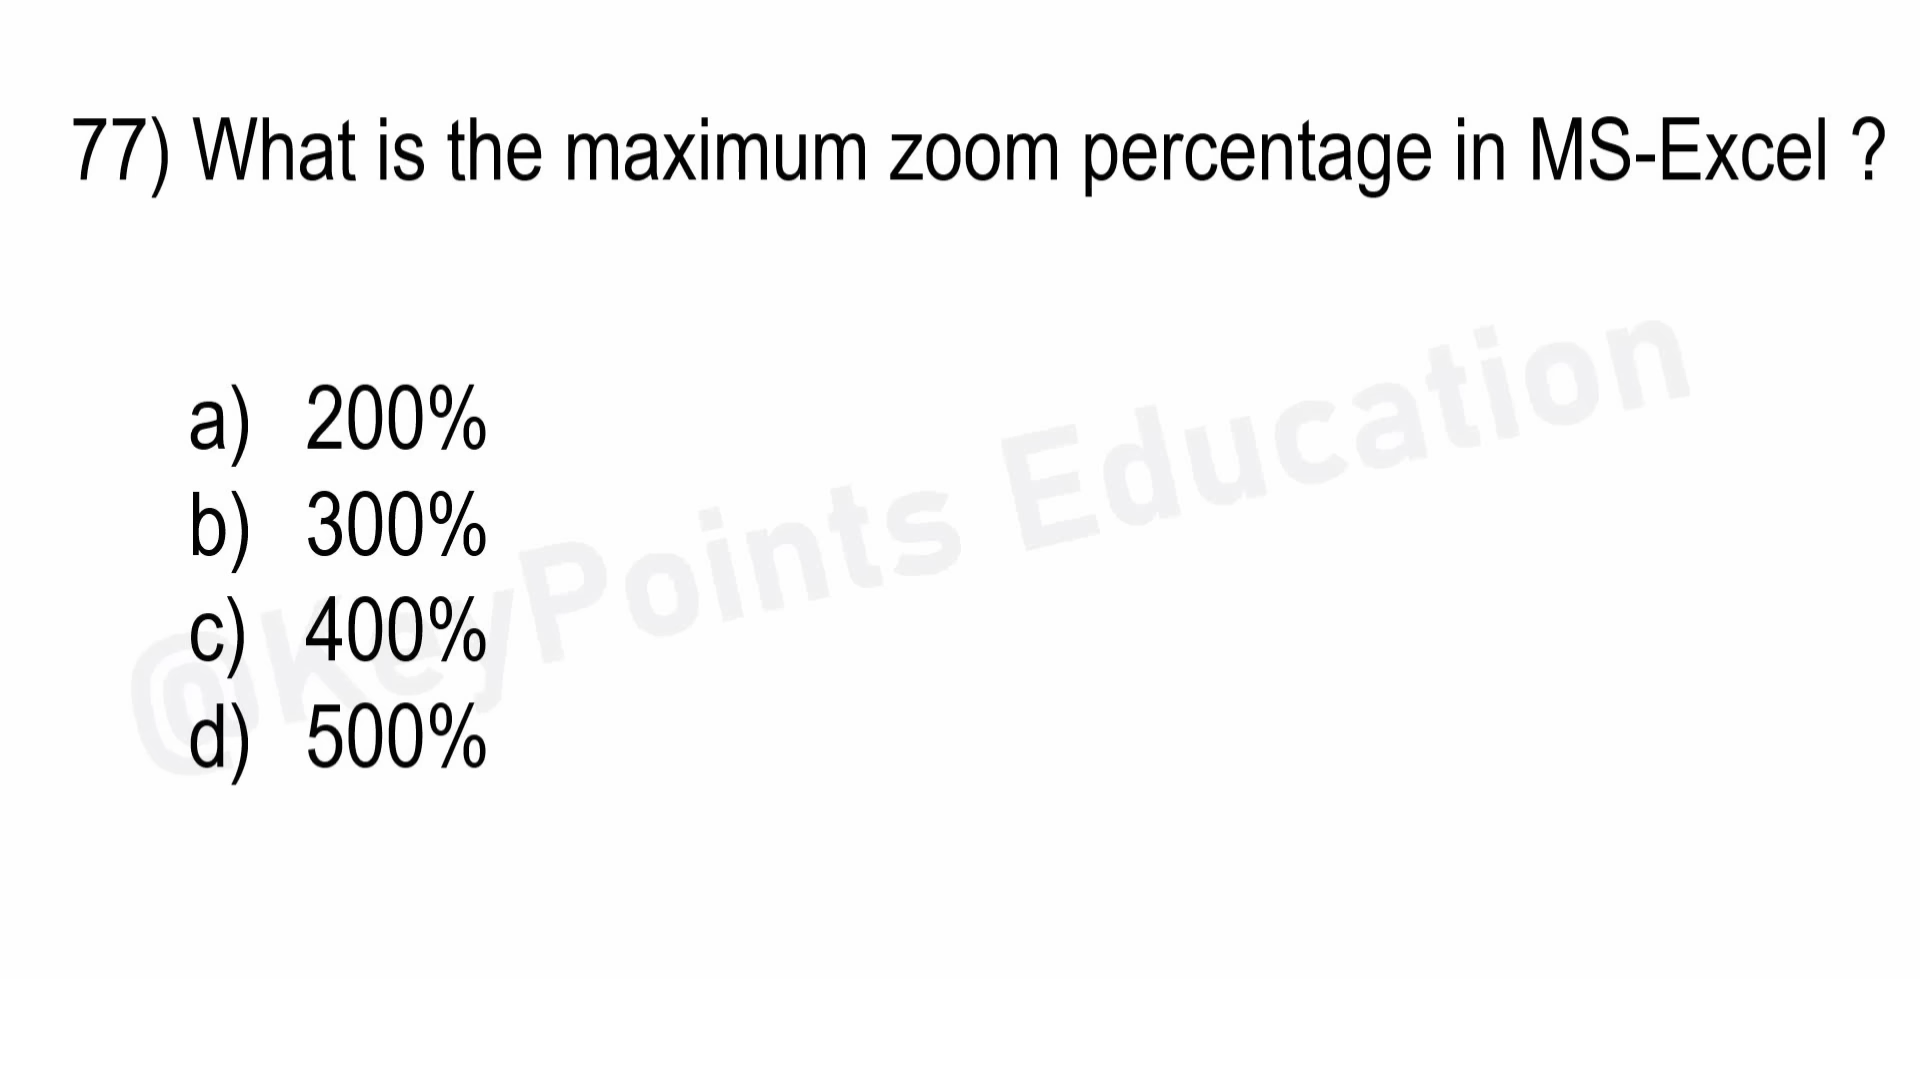 77) What is the maximum zoom percentage in MS-Excel ?
a) 200%
b) 300%
c) 400%
d) 500%
@KeyPoints Education